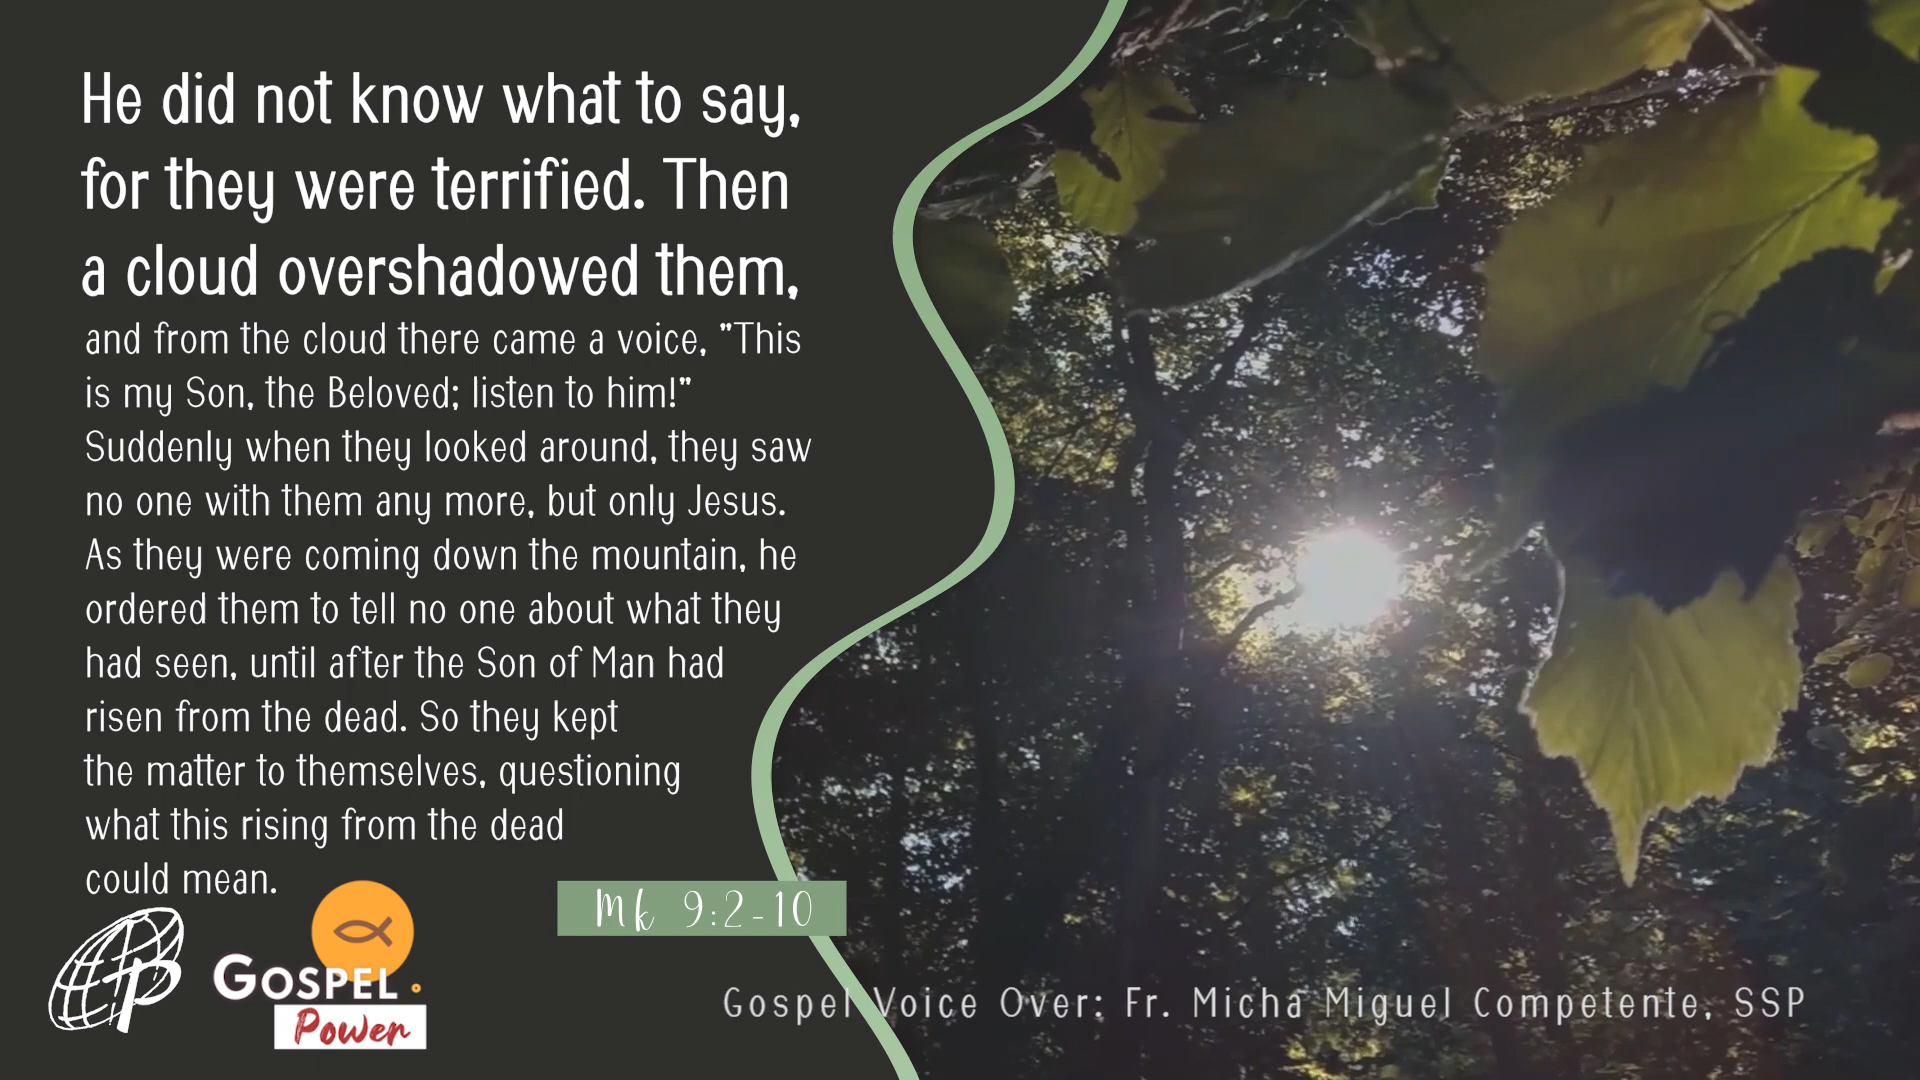 He did not know what to say,
for they were terrified. Then
a cloud overshadowed them,
and from the cloud there came a voice, "This
is my Son, the Beloved; listen to him!"
Suddenly when they looked around, they saw
no one with them any more, but only Jesus.
As they were coming down the mountain, he
ordered them to tell no one about what they
had seen, until after the Son of Man had
risen from the dead. So they kept
the matter to themselves, questioning
what this rising from the dead
could mean.
Mk 9:2-10
GOSPEL
Power
Gospel Voice Over: Fr. Micha Miguel Competente, SSP